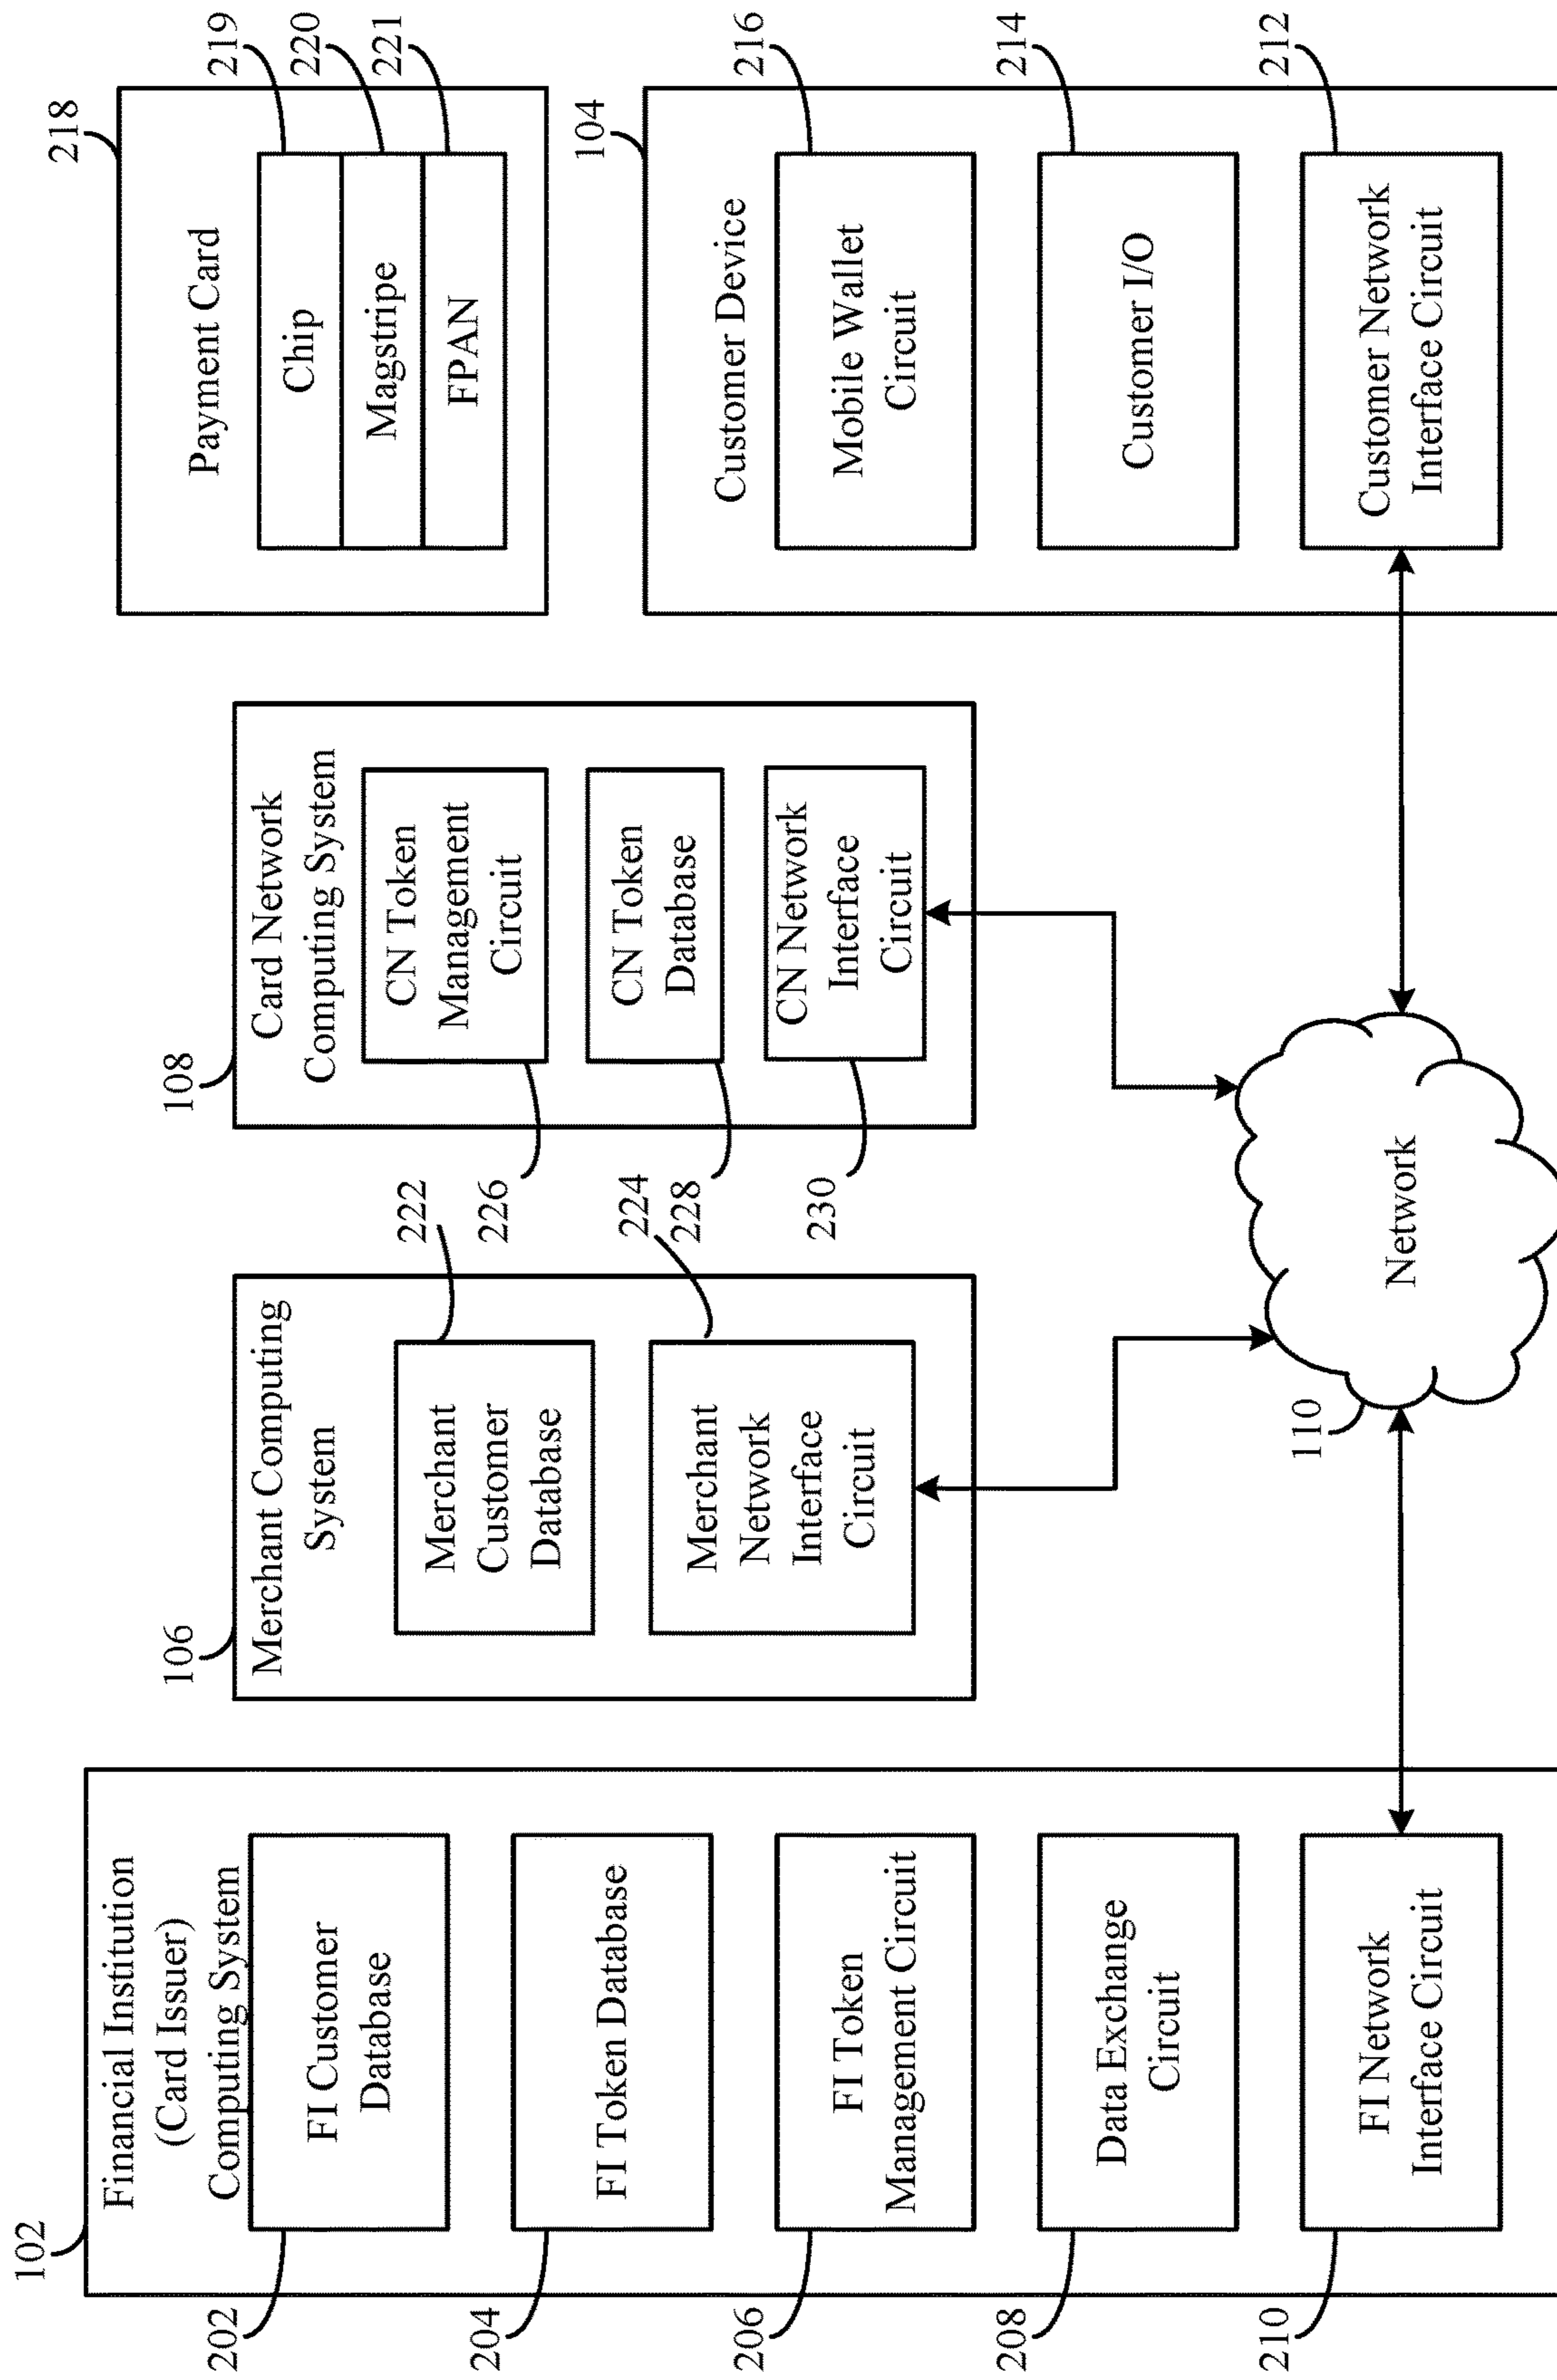 102
Financial Institution
(Card Issuer)
Computing System
202
FI Customer
Database
204
FI Token Database
206
FI Token
Management Circuit
208
Data Exchange
Circuit
210
FI Network
Interface Circuit
106
Merchant Computing
System
222
Merchant
Customer
Database
224
Merchant
Network
Interface
Circuit
108
Card Network
Computing System
226
CN Token
Management
Circuit
228
CN Token
Database
230
CN Network
Interface
Circuit
110
Network
218
Payment Card
219
Chip
220
Magstripe
221
FPAN
104
Customer Device
216
Mobile Wallet
Circuit
214
Customer I/O
212
Customer Network
Interface Circuit